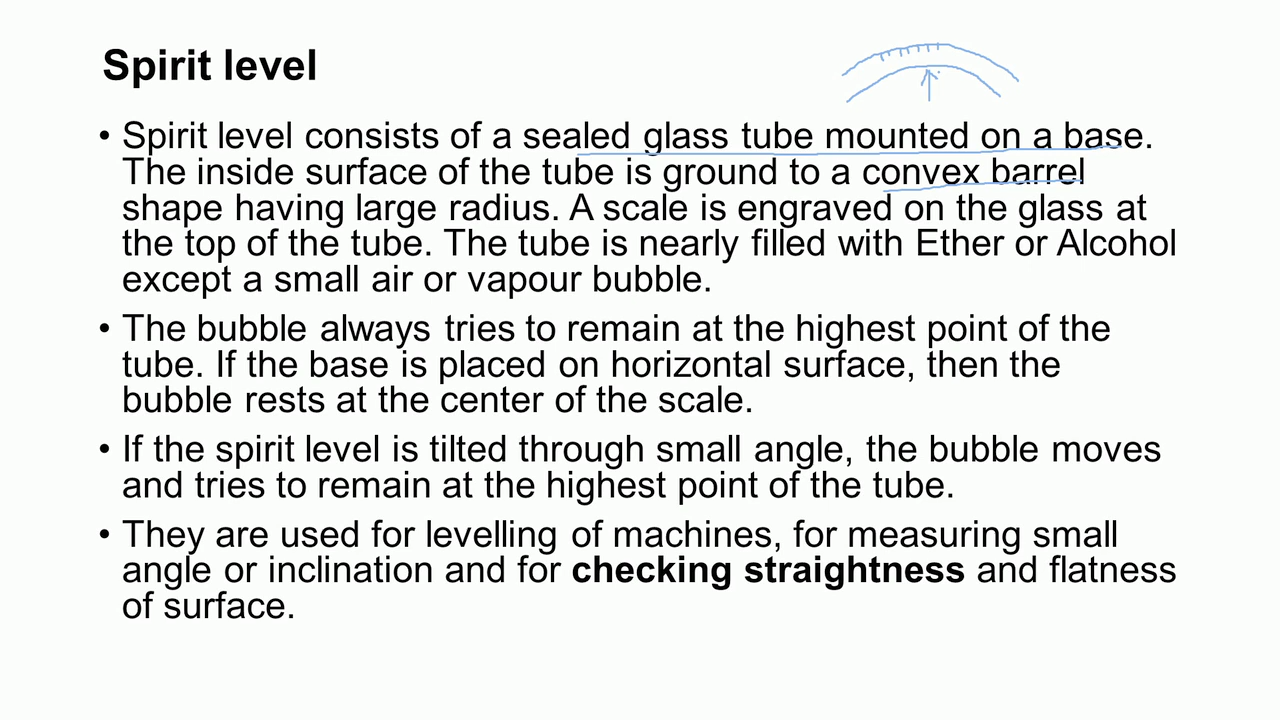 Spirit level
• Spirit level consists of a sealed glass tube mounted on a base.
The inside surface of the tube is ground to a convex barrel
shape having large radius. A scale is engraved on the glass at
the top of the tube. The tube is nearly filled with Ether or Alcohol
except a small air or vapour bubble.
• The bubble always tries to remain at the highest point of the
tube. If the base is placed on horizontal surface, then the
bubble rests at the center of the scale.
• If the spirit level is tilted through small angle, the bubble moves
and tries to remain at the highest point of the tube.
• They are used for levelling of machines, for measuring small
angle or inclination and for checking straightness and flatness
of surface.